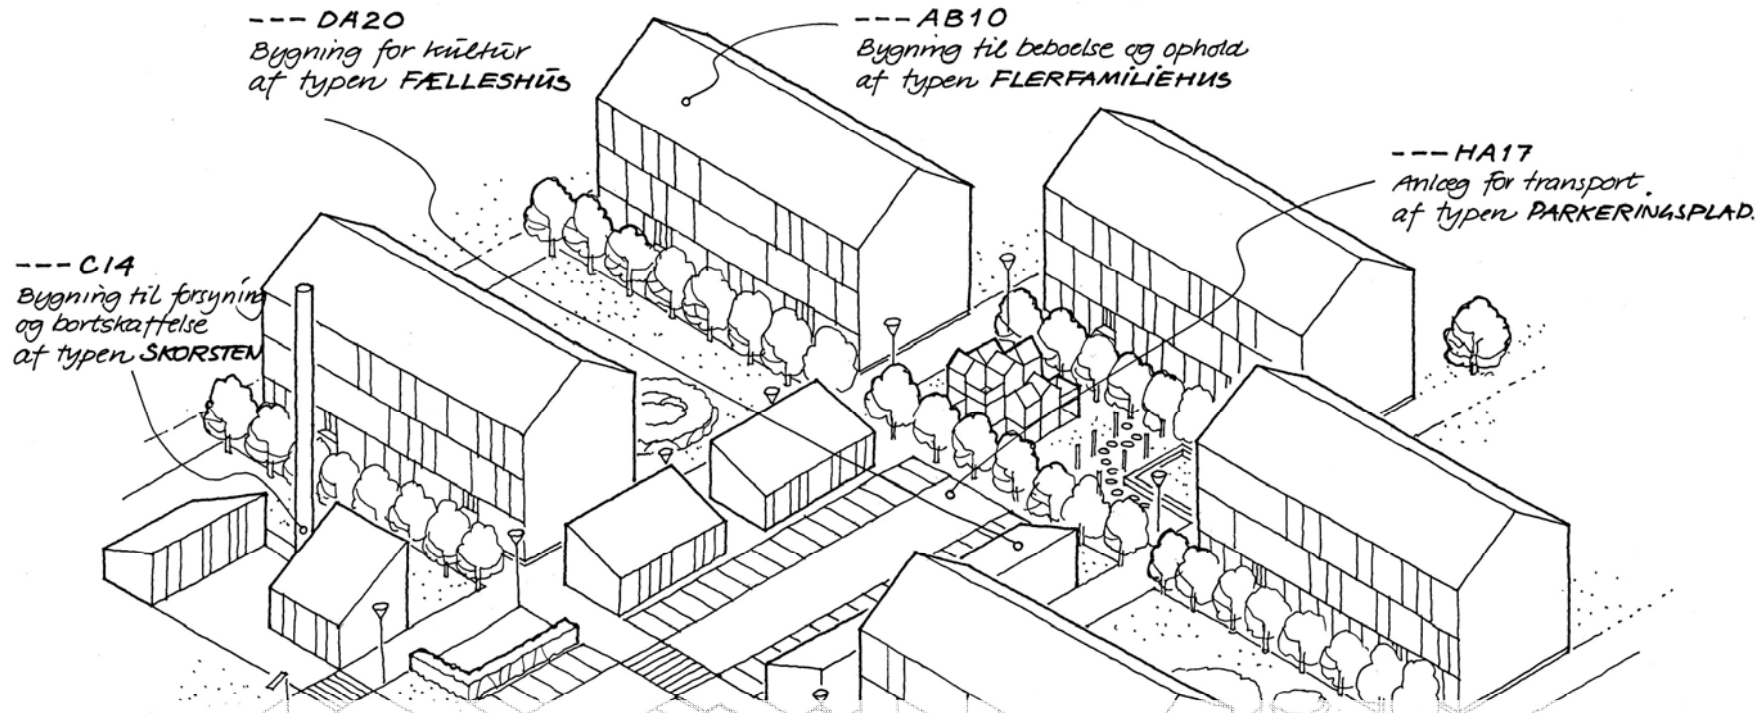 --- DA20
Bygning for kultur
af typen FÆLLESHUS
--- AB10
Bygning til beboelse og ophold
af typen FLERFAMILIEHUS
--- HA17
Anlæg for transport
af typen PARKERINGSPLAD.
--- C14
Bygning til forsyning
og bortskaffelse
af typen SKORSTEN